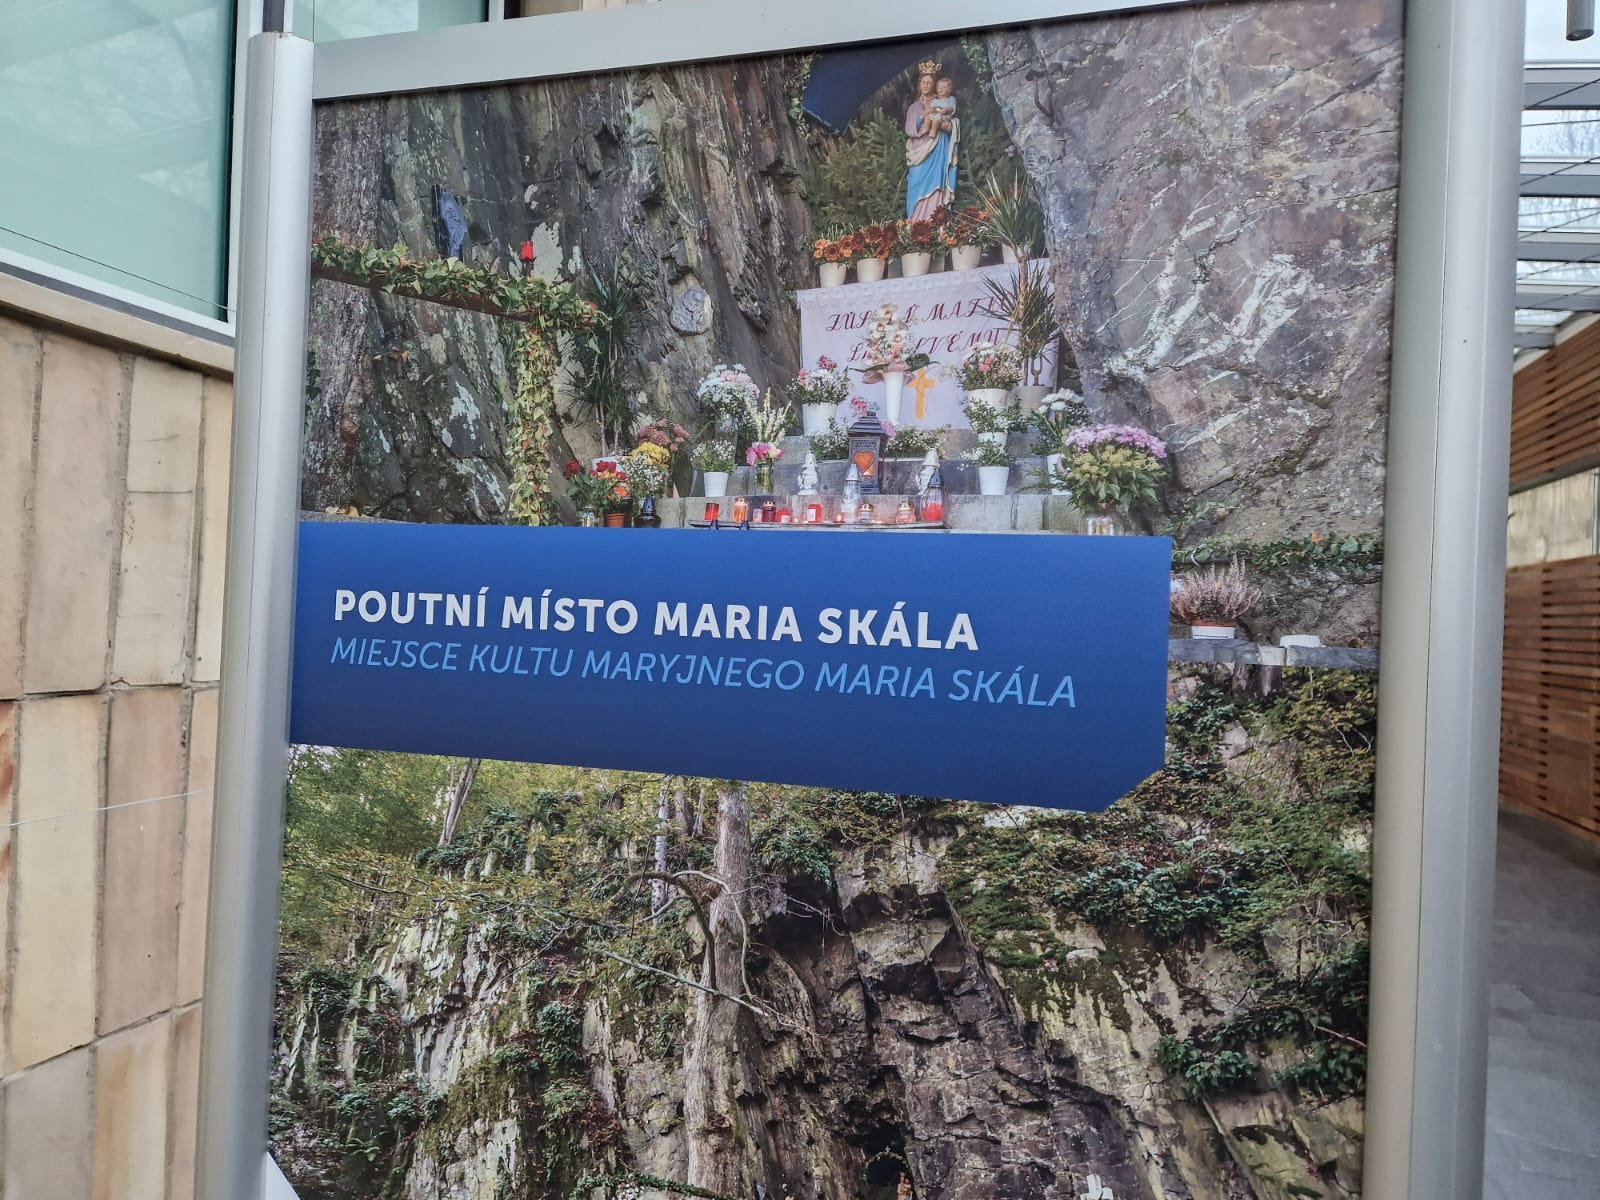 POUTNÍ MÍSTO MARIA SKÁLA
MIEJSCE KULTU MARYJNEGO MARIA SKÁLA